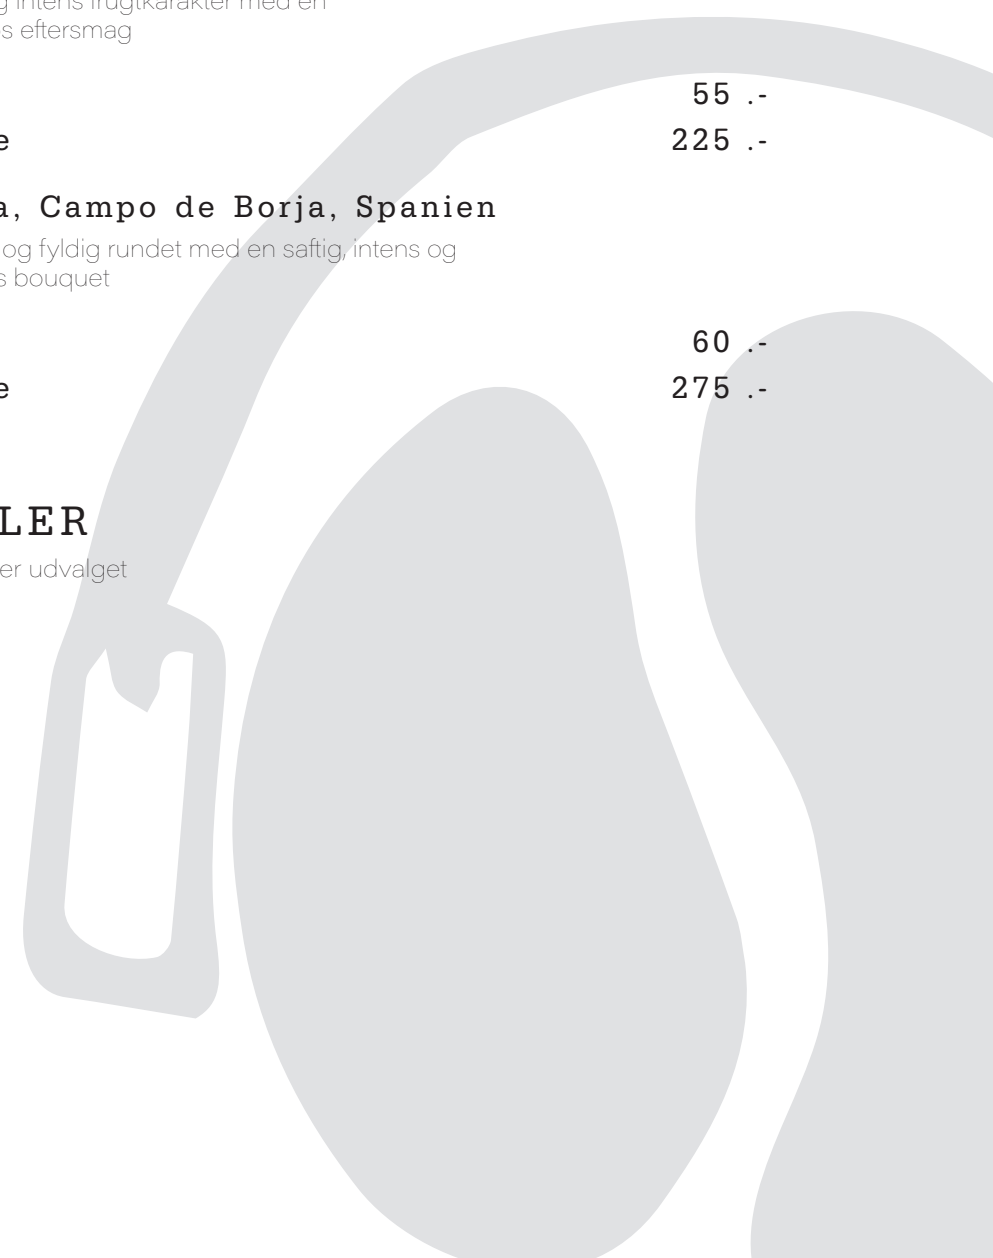 g intens frugtkarakter med en
s eftersmag
55 .-
e 225 .-
a, Campo de Borja, Spanien
og fyldig rundet med en saftig, intens og
s bouquet
60 .-
e 275 .-
LER
er udvalget